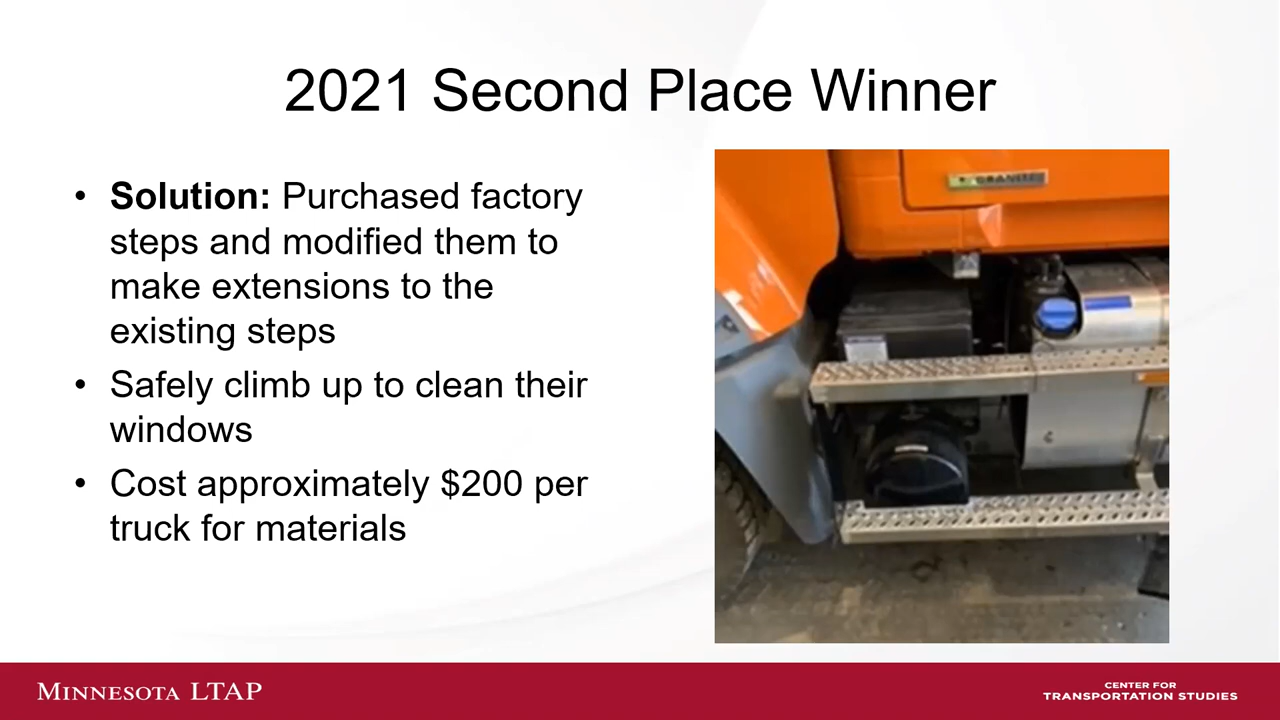 2021 Second Place Winner
• Solution: Purchased factory
steps and modified them to
make extensions to the
existing steps
• Safely climb up to clean their
windows
• Cost approximately $200 per
truck for materials
GRANITE
MINNESOTA LTAP
CENTER FOR
TRANSPORTATION STUDIES